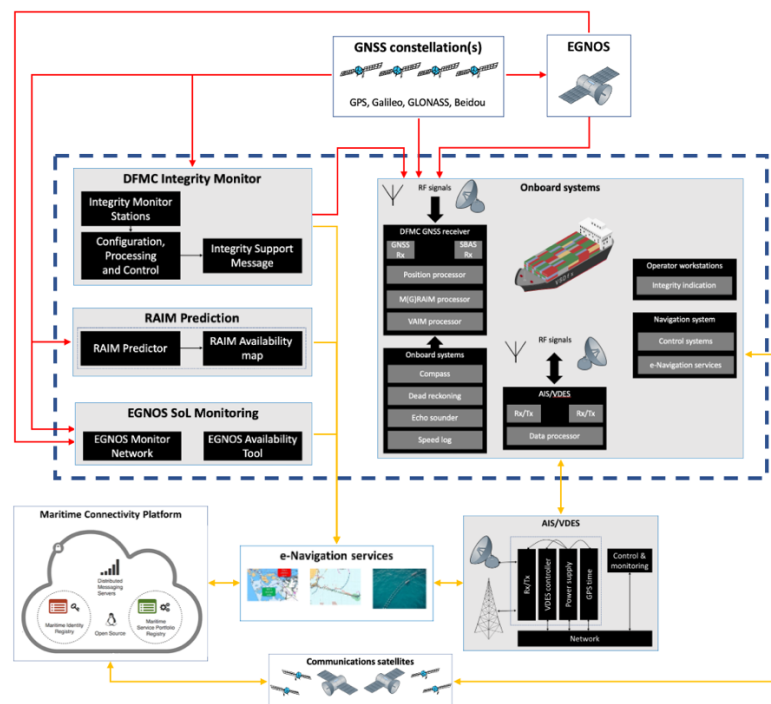 GNSS constellation(s)
GPS, Galileo, GLONASS, Beidou
EGNOS
DFMC Integrity Monitor
Integrity Monitor
Stations
Configuration,
Processing
and Control
Integrity Support
Message
RAIM Prediction
RAIM Predictor
RAIM Availability
map
EGNOS SoL Monitoring
EGNOS Monitor
Network
EGNOS Availability
Tool
Onboard systems
RF signals
DFMC GNSS receiver
GNSS
Rx
SBAS
Rx
Position processor
M(G)RAIM processor
VAIM processor
Onboard systems
Compass
Dead reckoning
Echo sounder
Speed log
RF signals
AIS/VDES
Rx/Tx
Rx/Tx
Data processor
Operator workstations
Integrity indication
Navigation system
Control systems
e-Navigation services
Maritime Connectivity Platform
Distributed
Messaging
Servers
Maritime Identity
Registry
Open Source
Maritime
Service Portfolio
Registry
e-Navigation services
AIS/VDES
Rx/Tx
VDES controller
Power supply
GPS time
Control &
monitoring
Network
Communications satellites